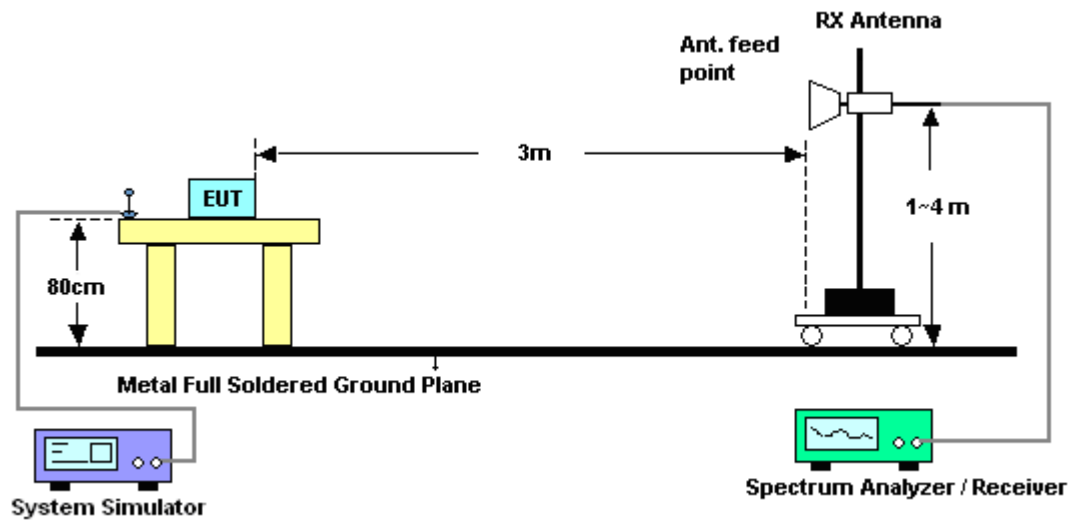 RX Antenna
Ant. feed
point
3m
EUT
1~4 m
80cm
Metal Full Soldered Ground Plane
System Simulator
Spectrum Analyzer / Receiver